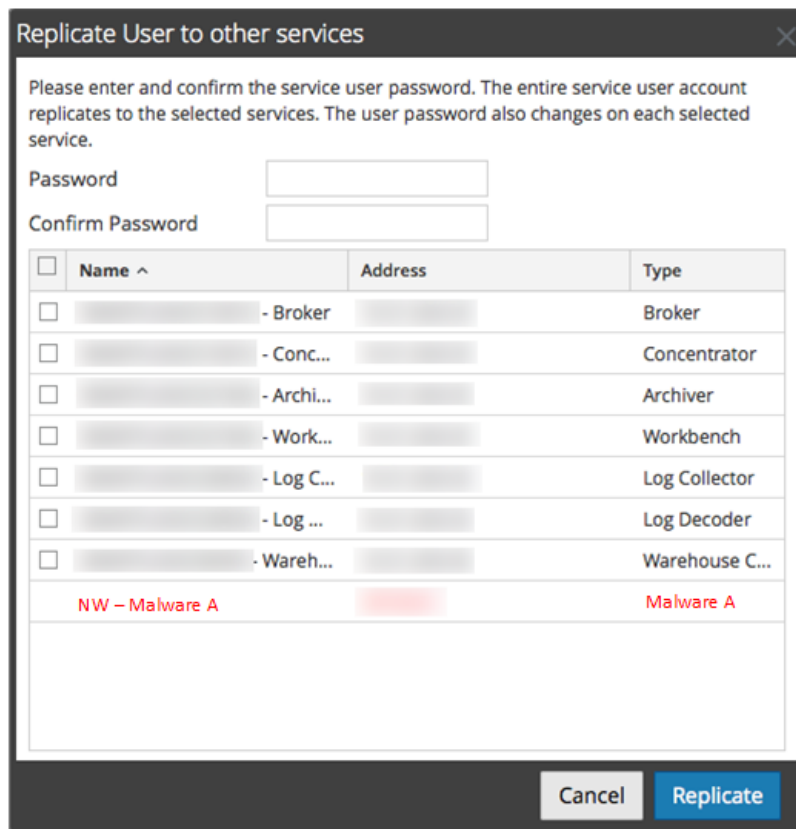 Replicate User to other services
Please enter and confirm the service user password. The entire service user account
replicates to the selected services. The user password also changes on each selected
service.
Password
Confirm Password
Name Address Type
- Broker Broker
- Conc... Concentrator
- Archi... Archiver
- Work... Workbench
- Log C... Log Collector
- Log ... Log Decoder
- Wareh... Warehouse C...
NW – Malware A Malware A
Cancel Replicate